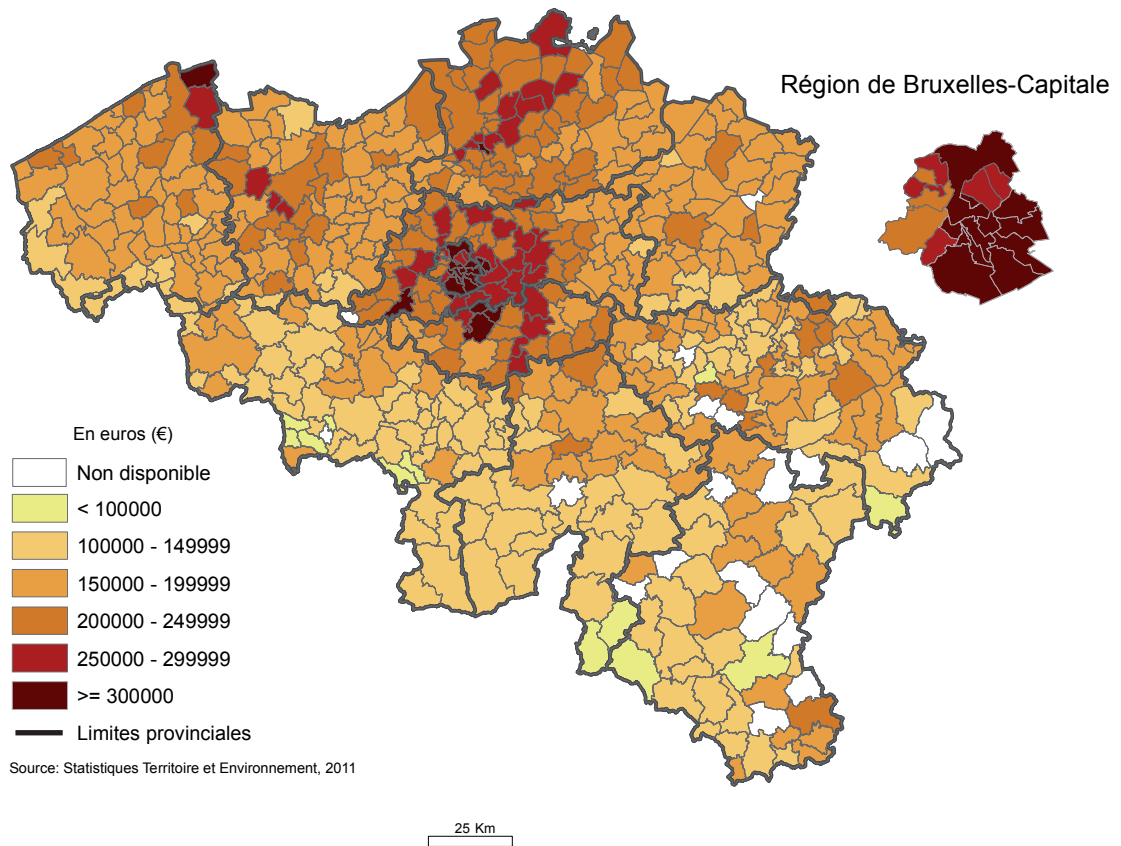 Région de Bruxelles-Capitale
En euros (€)
Non disponible
< 100000
100000 - 149999
150000 - 199999
200000 - 249999
250000 - 299999
>= 300000
Limites provinciales
Source: Statistiques Territoire et Environnement, 2011
25 Km